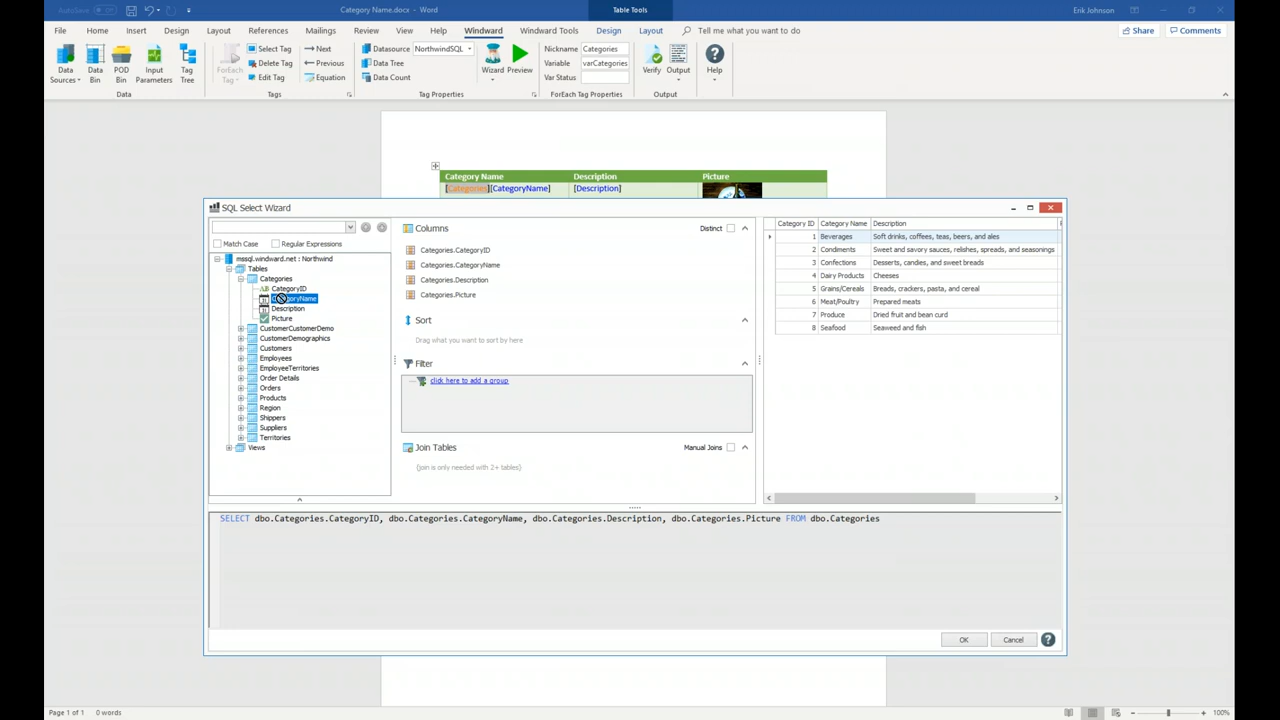 AutoSave Off
Category Name.docx - Word
Table Tools
Erik Johnson
File Home Insert Design Layout References Mailings Review View Help Windward Windward Tools Design Layout Tell me what you want to do Share Comments
Data Sources
Data Bin
POD Bin
Input Parameters
Tag Tree
ForEach Tag
Select Tag
Delete Tag
Edit Tag
Next
Previous
Equation
Datasource NorthwindSQL
Data Tree
Data Count
Wizard
Preview
Nickname Categories
Variable varCategories
Var Status
Verify
Output
Help
Data Tags Tag Properties ForEach Tag Properties Output
Category Name Description Picture
[Categories][CategoryName] [Description]
SQL Select Wizard
Match Case Regular Expressions
mssql.windward.net : Northwind
Tables
Categories
CategoryID
CategoryName
Description
Picture
CustomerCustomerDemo
CustomerDemographics
Customers
Employees
EmployeeTerritories
Order Details
Orders
Products
Region
Shippers
Suppliers
Territories
Views
Columns Distinct
Categories.CategoryID
Categories.CategoryName
Categories.Description
Categories.Picture
Sort
Drag what you want to sort by here
Filter
click here to add a group
Join Tables Manual Joins
(join is only needed with 2+ tables)
Category ID Category Name Description
1 Beverages Soft drinks, coffees, teas, beers, and ales
2 Condiments Sweet and savory sauces, relishes, spreads, and seasonings
3 Confections Desserts, candies, and sweet breads
4 Dairy Products Cheeses
5 Grains/Cereals Breads, crackers, pasta, and cereal
6 Meat/Poultry Prepared meats
7 Produce Dried fruit and bean curd
8 Seafood Seaweed and fish
SELECT dbo.Categories.CategoryID, dbo.Categories.CategoryName, dbo.Categories.Description, dbo.Categories.Picture FROM dbo.Categories
OK Cancel
Page 1 of 1 0 words
100%